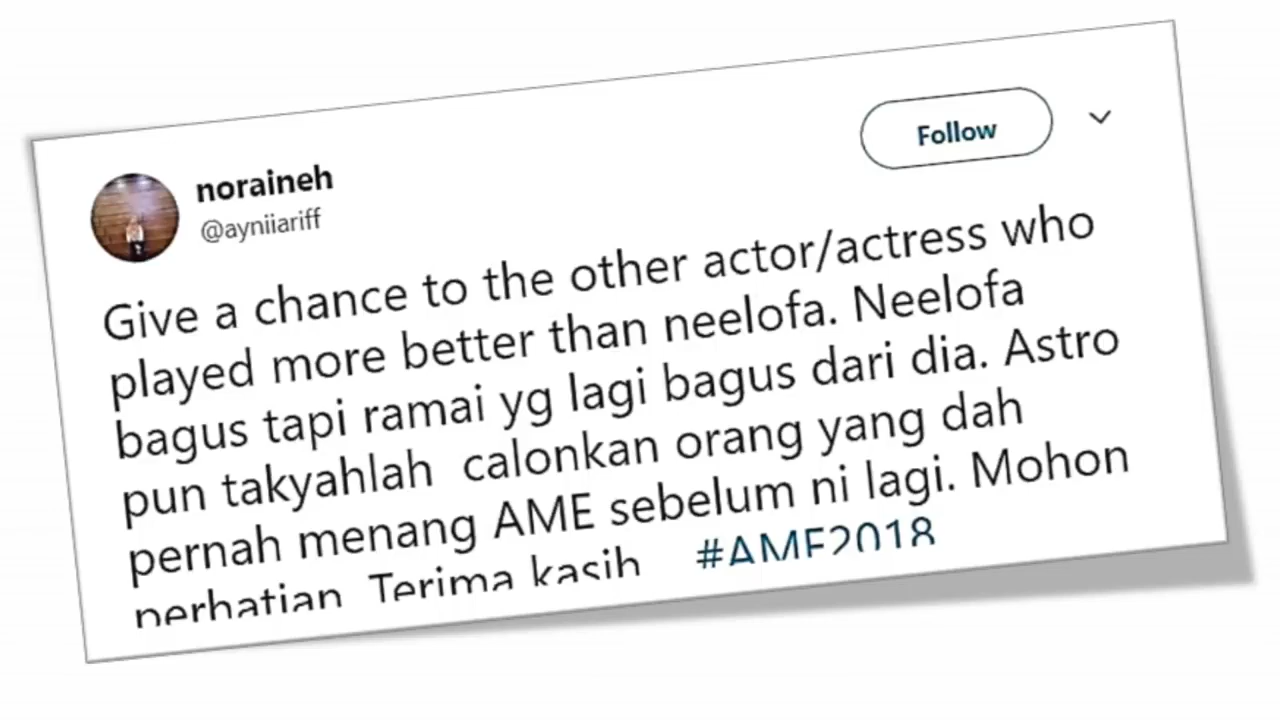 noraineh
@ayniiariff
Follow
Give a chance to the other actor/actress who
played more better than neelofa. Neelofa
bagus tapi ramai yg lagi bagus dari dia. Astro
pun takyahlah calonkan orang yang dah
pernah menang AME sebelum ni lagi. Mohon
perhatian Terima kasih #AME2018